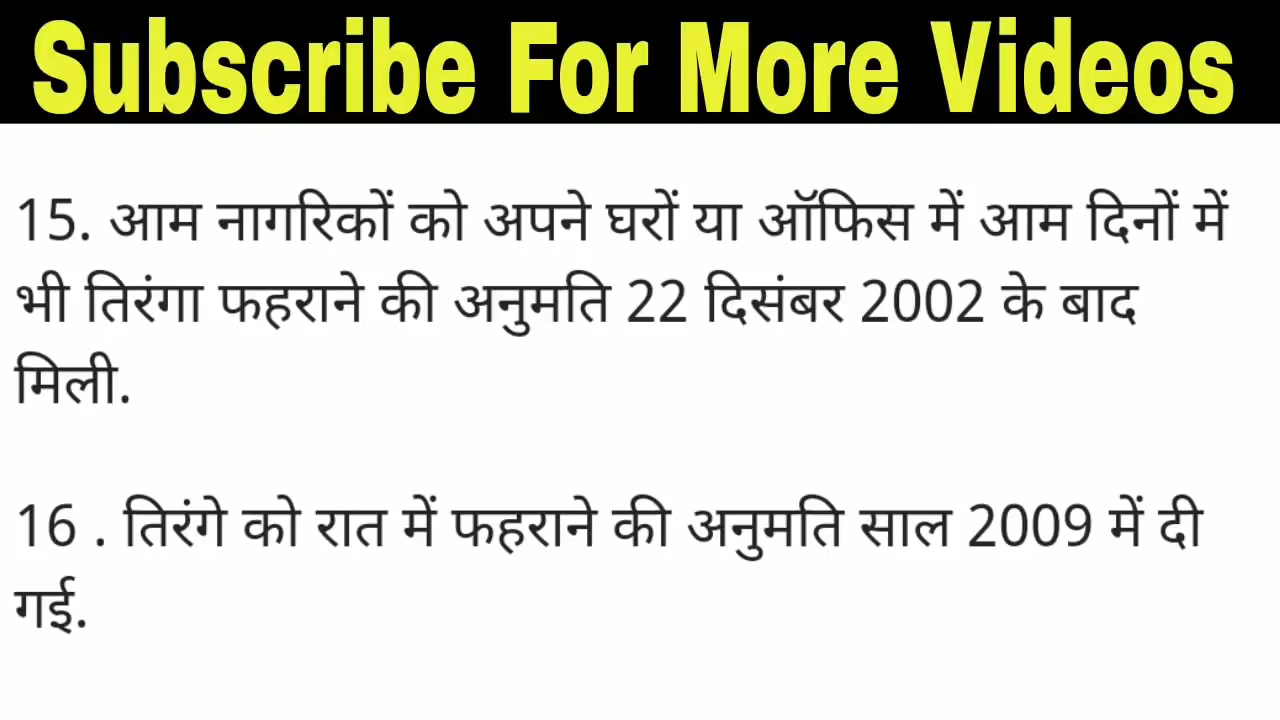 Subscribe For More Videos
15. आम नागरिकों को अपने घरों या ऑफिस में आम दिनों में
भी तिरंगा फहराने की अनुमति 22 दिसंबर 2002 के बाद
मिली.
16 . तिरंगे को रात में फहराने की अनुमति साल 2009 में दी
गई.